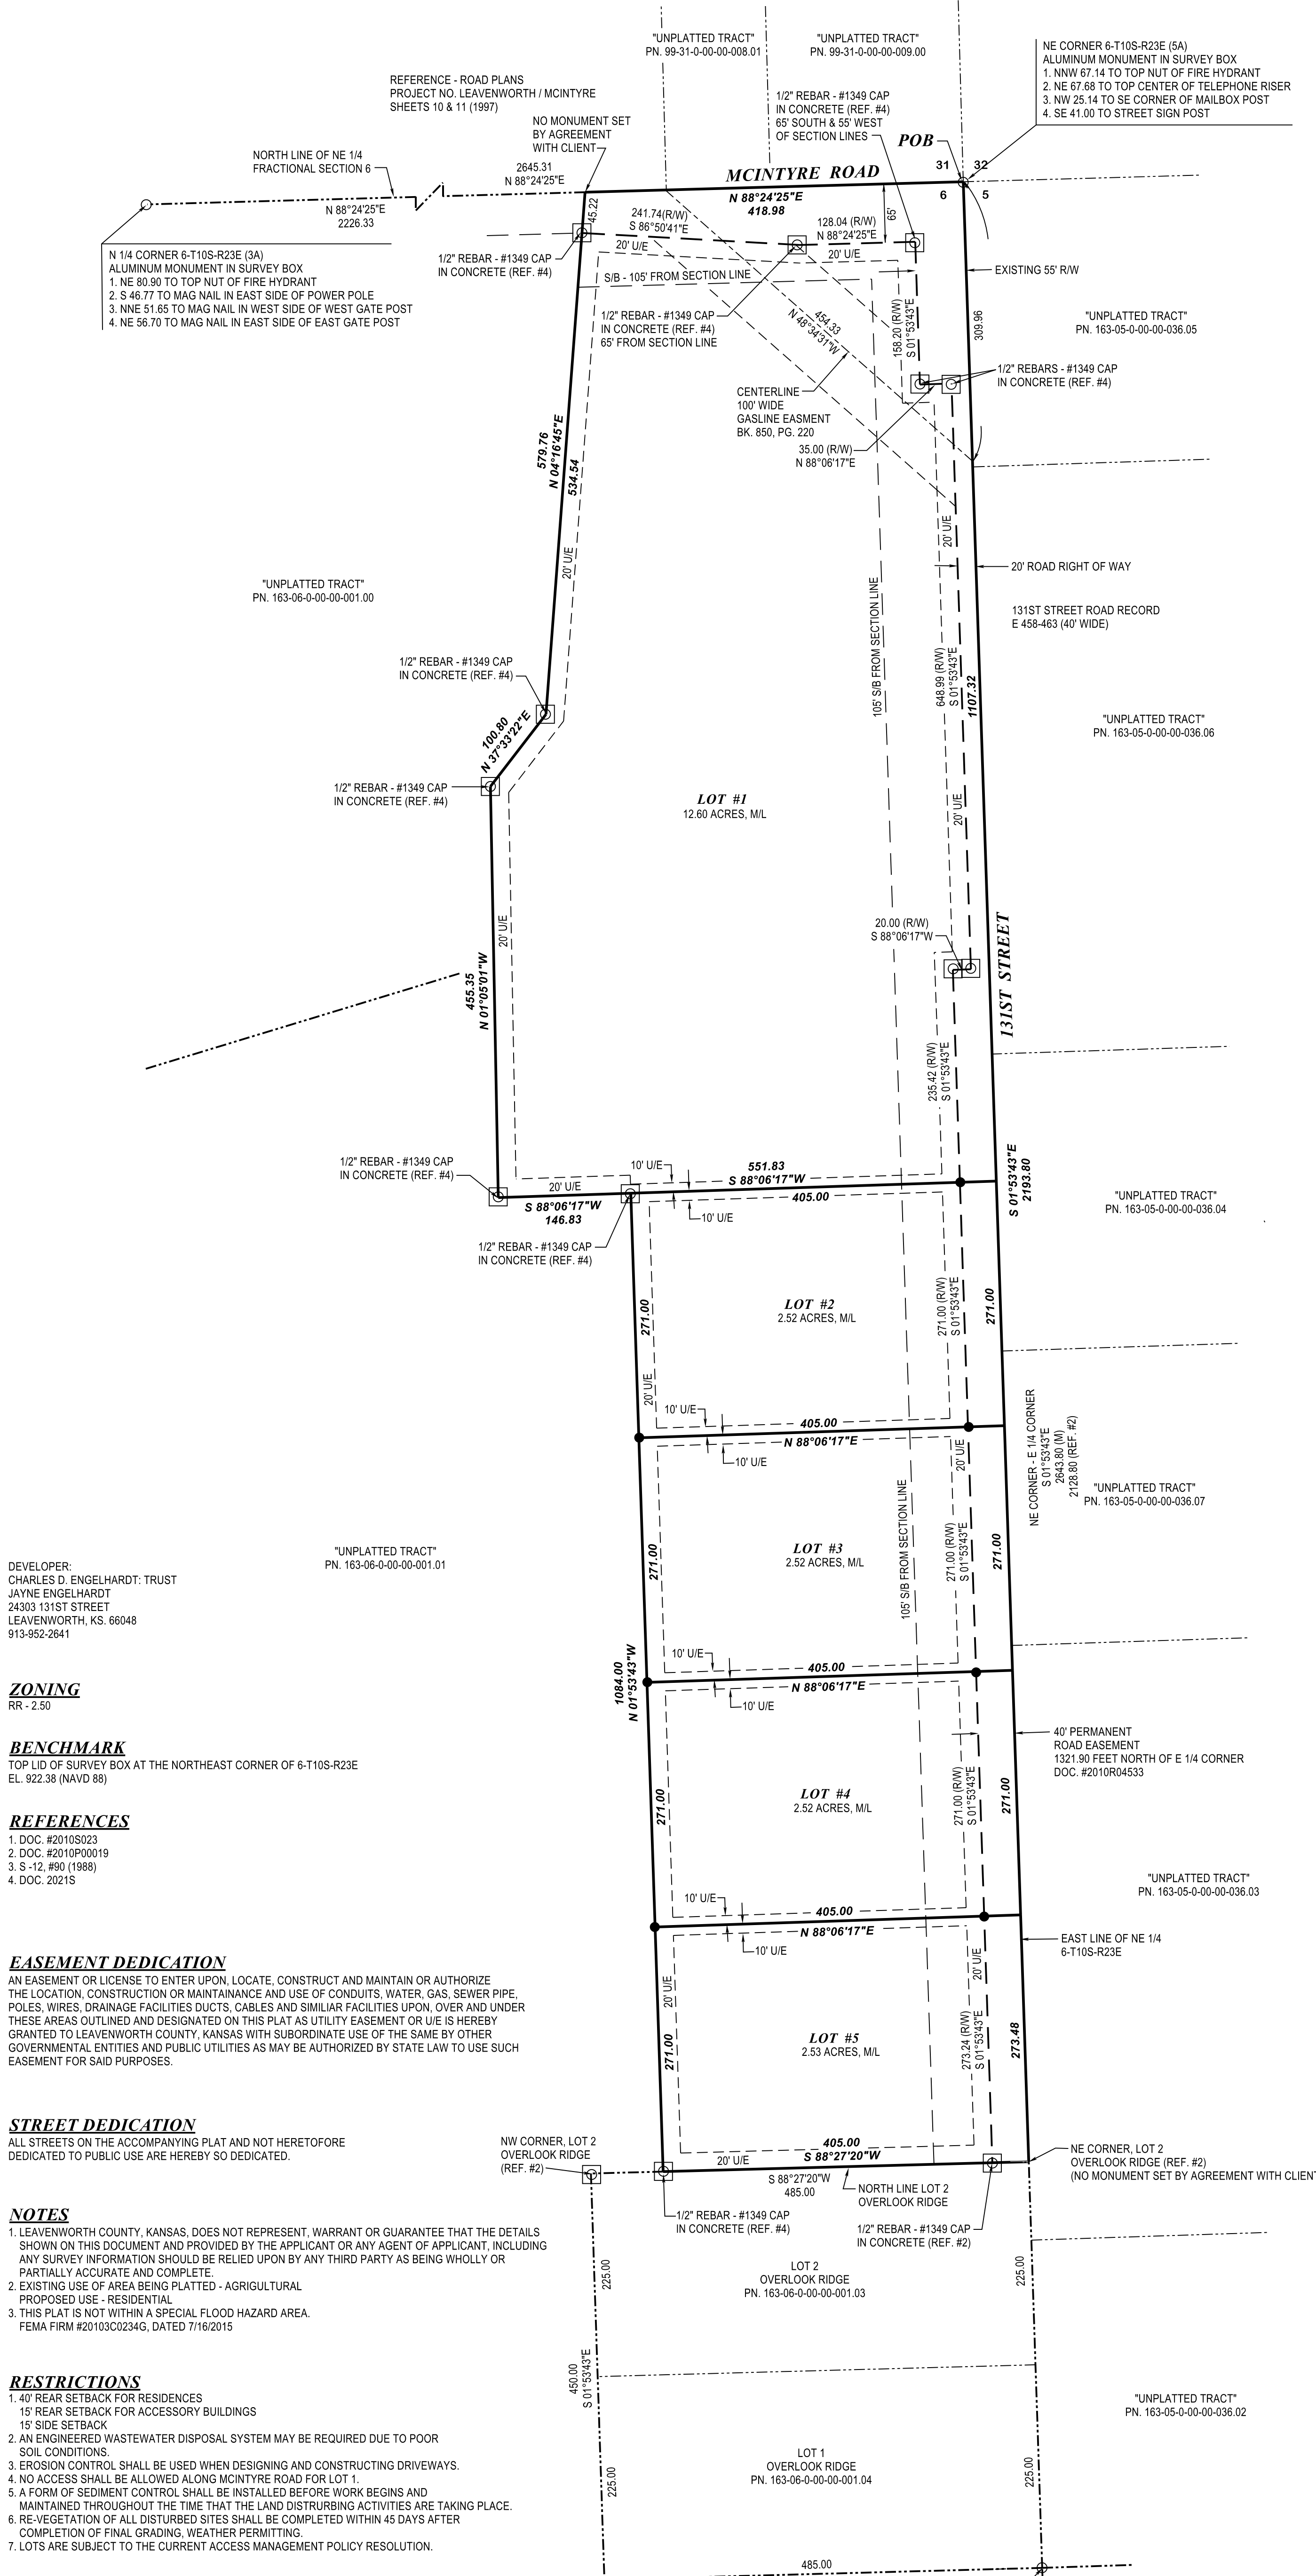 "UNPLATTED TRACT"
PN. 99-31-0-00-00-008.01
"UNPLATTED TRACT"
PN. 99-31-0-00-00-009.00
NE CORNER 6-T10S-R23E (5A)
ALUMINUM MONUMENT IN SURVEY BOX
1. NNW 67.14 TO TOP NUT OF FIRE HYDRANT
2. NE 67.68 TO TOP CENTER OF TELEPHONE RISER
3. NW 25.14 TO SE CORNER OF MAILBOX POST
4. SE 41.00 TO STREET SIGN POST
REFERENCE - ROAD PLANS
PROJECT NO. LEAVENWORTH / MCINTYRE
SHEETS 10 & 11 (1997)
1/2" REBAR - #1349 CAP
IN CONCRETE (REF. #4)
65' SOUTH & 55' WEST
OF SECTION LINES
NO MONUMENT SET
BY AGREEMENT
WITH CLIENT
POB
NORTH LINE OF NE 1/4
FRACTIONAL SECTION 6
2645.31
N 88°24'25"E
MCINTYRE ROAD
31 32
6 5
N 88°24'25"E
2226.33
N 88°24'25"E
418.98
45.22
241.74(R/W)
S 86°50'41"E
128.04 (R/W)
N 88°24'25"E
65'
20' U/E
20' U/E
N 1/4 CORNER 6-T10S-R23E (3A)
ALUMINUM MONUMENT IN SURVEY BOX
1. NE 80.90 TO TOP NUT OF FIRE HYDRANT
2. S 46.77 TO MAG NAIL IN EAST SIDE OF POWER POLE
3. NNE 51.65 TO MAG NAIL IN WEST SIDE OF WEST GATE POST
4. NE 56.70 TO MAG NAIL IN EAST SIDE OF EAST GATE POST
1/2" REBAR - #1349 CAP
IN CONCRETE (REF. #4)
S/B - 105' FROM SECTION LINE
EXISTING 55' R/W
1/2" REBAR - #1349 CAP
IN CONCRETE (REF. #4)
65' FROM SECTION LINE
454.33
N 48°34'31"W
158.20 (R/W)
S 01°53'43"E
309.96
"UNPLATTED TRACT"
PN. 163-05-0-00-00-036.05
1/2" REBARS - #1349 CAP
IN CONCRETE (REF. #4)
CENTERLINE
100' WIDE
GASLINE EASMENT
BK. 850, PG. 220
35.00 (R/W)
N 88°06'17"E
579.76
N 04°16'45"E
534.54
20' U/E
20' U/E
20' ROAD RIGHT OF WAY
"UNPLATTED TRACT"
PN. 163-06-0-00-00-001.00
131ST STREET ROAD RECORD
E 458-463 (40' WIDE)
105' S/B FROM SECTION LINE
648.99 (R/W)
S 01°53'43"E
1107.32
1/2" REBAR - #1349 CAP
IN CONCRETE (REF. #4)
"UNPLATTED TRACT"
PN. 163-05-0-00-00-036.06
100.80
N 37°33'22"E
1/2" REBAR - #1349 CAP
IN CONCRETE (REF. #4)
LOT #1
12.60 ACRES, M/L
20' U/E
20' U/E
20.00 (R/W)
S 88°06'17"W
131ST STREET
455.35
N 01°05'01"W
235.42 (R/W)
S 01°53'43"E
1/2" REBAR - #1349 CAP
IN CONCRETE (REF. #4)
10' U/E
551.83
S 88°06'17"W
405.00
20' U/E
S 88°06'17"W
146.83
10' U/E
S 01°53'43"E
2193.80
"UNPLATTED TRACT"
PN. 163-05-0-00-00-036.04
1/2" REBAR - #1349 CAP
IN CONCRETE (REF. #4)
271.00
LOT #2
2.52 ACRES, M/L
271.00 (R/W)
S 01°53'43"E
271.00
20' U/E
10' U/E
405.00
N 88°06'17"E
10' U/E
20' U/E
NE CORNER - E 1/4 CORNER
S 01°53'43"E
2643.80 (M)
2128.80 (REF. #2)
"UNPLATTED TRACT"
PN. 163-05-0-00-00-036.07
DEVELOPER:
CHARLES D. ENGELHARDT: TRUST
JAYNE ENGELHARDT
24303 131ST STREET
LEAVENWORTH, KS. 66048
913-952-2641
"UNPLATTED TRACT"
PN. 163-06-0-00-00-001.01
271.00
LOT #3
2.52 ACRES, M/L
105' S/B FROM SECTION LINE
271.00 (R/W)
S 01°53'43"E
271.00
1084.00
N 01°53'43"W
10' U/E
405.00
N 88°06'17"E
10' U/E
ZONING
RR - 2.50
BENCHMARK
TOP LID OF SURVEY BOX AT THE NORTHEAST CORNER OF 6-T10S-R23E
EL. 922.38 (NAVD 88)
40' PERMANENT
ROAD EASEMENT
1321.90 FEET NORTH OF E 1/4 CORNER
DOC. #2010R04533
271.00
LOT #4
2.52 ACRES, M/L
271.00 (R/W)
S 01°53'43"E
271.00
REFERENCES
1. DOC. #2010S023
2. DOC. #2010P00019
3. S -12, #90 (1988)
4. DOC. 2021S
"UNPLATTED TRACT"
PN. 163-05-0-00-00-036.03
10' U/E
405.00
N 88°06'17"E
10' U/E
EAST LINE OF NE 1/4
6-T10S-R23E
20' U/E
20' U/E
EASEMENT DEDICATION
AN EASEMENT OR LICENSE TO ENTER UPON, LOCATE, CONSTRUCT AND MAINTAIN OR AUTHORIZE
THE LOCATION, CONSTRUCTION OR MAINTAINANCE AND USE OF CONDUITS, WATER, GAS, SEWER PIPE,
POLES, WIRES, DRAINAGE FACILITIES DUCTS, CABLES AND SIMILIAR FACILITIES UPON, OVER AND UNDER
THESE AREAS OUTLINED AND DESIGNATED ON THIS PLAT AS UTILITY EASEMENT OR U/E IS HEREBY
GRANTED TO LEAVENWORTH COUNTY, KANSAS WITH SUBORDINATE USE OF THE SAME BY OTHER
GOVERNMENTAL ENTITIES AND PUBLIC UTILITIES AS MAY BE AUTHORIZED BY STATE LAW TO USE SUCH
EASEMENT FOR SAID PURPOSES.
271.00
LOT #5
2.53 ACRES, M/L
273.24 (R/W)
S 01°53'43"E
273.48
STREET DEDICATION
ALL STREETS ON THE ACCOMPANYING PLAT AND NOT HERETOFORE
DEDICATED TO PUBLIC USE ARE HEREBY SO DEDICATED.
NW CORNER, LOT 2
OVERLOOK RIDGE
(REF. #2)
405.00
S 88°27'20"W
20' U/E
S 88°27'20"W
485.00
NORTH LINE LOT 2
OVERLOOK RIDGE
NE CORNER, LOT 2
OVERLOOK RIDGE (REF. #2)
(NO MONUMENT SET BY AGREEMENT WITH CLIENT
1/2" REBAR - #1349 CAP
IN CONCRETE (REF. #4)
1/2" REBAR - #1349 CAP
IN CONCRETE (REF. #2)
NOTES
1. LEAVENWORTH COUNTY, KANSAS, DOES NOT REPRESENT, WARRANT OR GUARANTEE THAT THE DETAILS
SHOWN ON THIS DOCUMENT AND PROVIDED BY THE APPLICANT OR ANY AGENT OF APPLICANT, INCLUDING
ANY SURVEY INFORMATION SHOULD BE RELIED UPON BY ANY THIRD PARTY AS BEING WHOLLY OR
PARTIALLY ACCURATE AND COMPLETE.
2. EXISTING USE OF AREA BEING PLATTED - AGRIGULTURAL
PROPOSED USE - RESIDENTIAL
3. THIS PLAT IS NOT WITHIN A SPECIAL FLOOD HAZARD AREA.
FEMA FIRM #20103C0234G, DATED 7/16/2015
225.00
LOT 2
OVERLOOK RIDGE
PN. 163-06-0-00-00-001.03
225.00
450.00
S 01°53'43"E
RESTRICTIONS
1. 40' REAR SETBACK FOR RESIDENCES
15' REAR SETBACK FOR ACCESSORY BUILDINGS
15' SIDE SETBACK
2. AN ENGINEERED WASTEWATER DISPOSAL SYSTEM MAY BE REQUIRED DUE TO POOR
SOIL CONDITIONS.
3. EROSION CONTROL SHALL BE USED WHEN DESIGNING AND CONSTRUCTING DRIVEWAYS.
4. NO ACCESS SHALL BE ALLOWED ALONG MCINTYRE ROAD FOR LOT 1.
5. A FORM OF SEDIMENT CONTROL SHALL BE INSTALLED BEFORE WORK BEGINS AND
MAINTAINED THROUGHOUT THE TIME THAT THE LAND DISTRURBING ACTIVITIES ARE TAKING PLACE.
6. RE-VEGETATION OF ALL DISTURBED SITES SHALL BE COMPLETED WITHIN 45 DAYS AFTER
COMPLETION OF FINAL GRADING, WEATHER PERMITTING.
7. LOTS ARE SUBJECT TO THE CURRENT ACCESS MANAGEMENT POLICY RESOLUTION.
"UNPLATTED TRACT"
PN. 163-05-0-00-00-036.02
225.00
LOT 1
OVERLOOK RIDGE
PN. 163-06-0-00-00-001.04
225.00
485.00